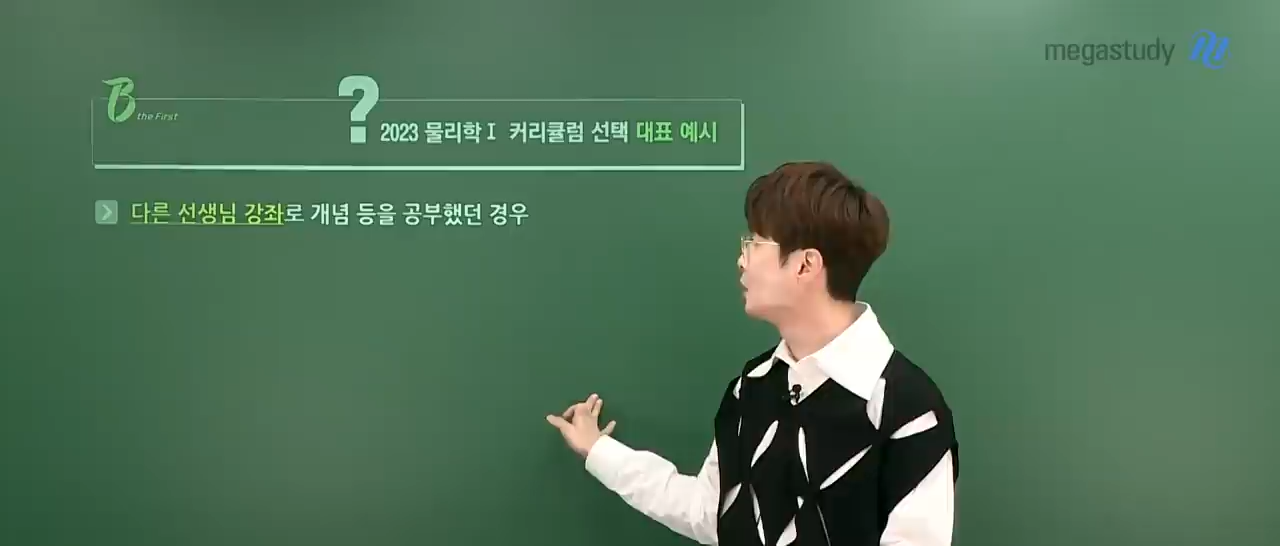 megastudy
B the First
? 2023 물리학Ⅰ 커리큘럼 선택 대표 예시
다른 선생님 강좌로 개념 등을 공부했던 경우